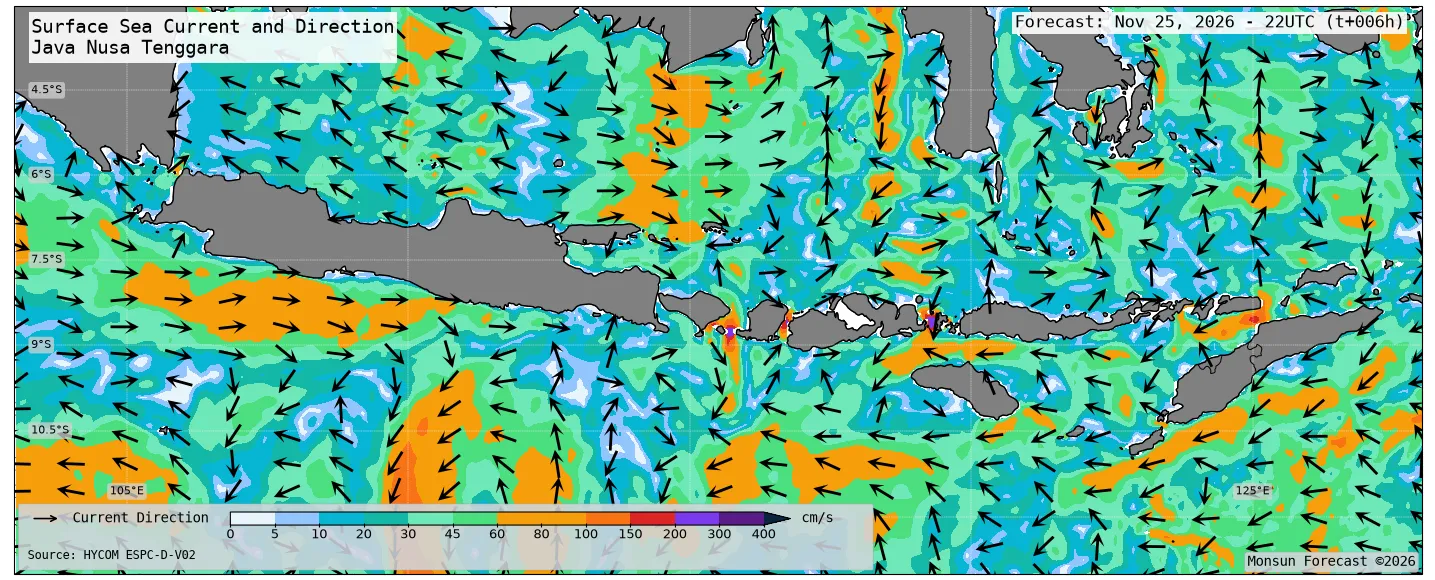 Surface Sea Current and Direction
Java Nusa Tenggara
Forecast: Nov 25, 2026 - 22UTC (t+006h)
4.5°S
6°S
7.5°S
9°S
10.5°S
105°E
125°E
Current Direction
0 5 10 20 30 45 60 80 100 150 200 300 400 cm/s
Source: HYCOM ESPC-D-V02
Monsun Forecast ©2026